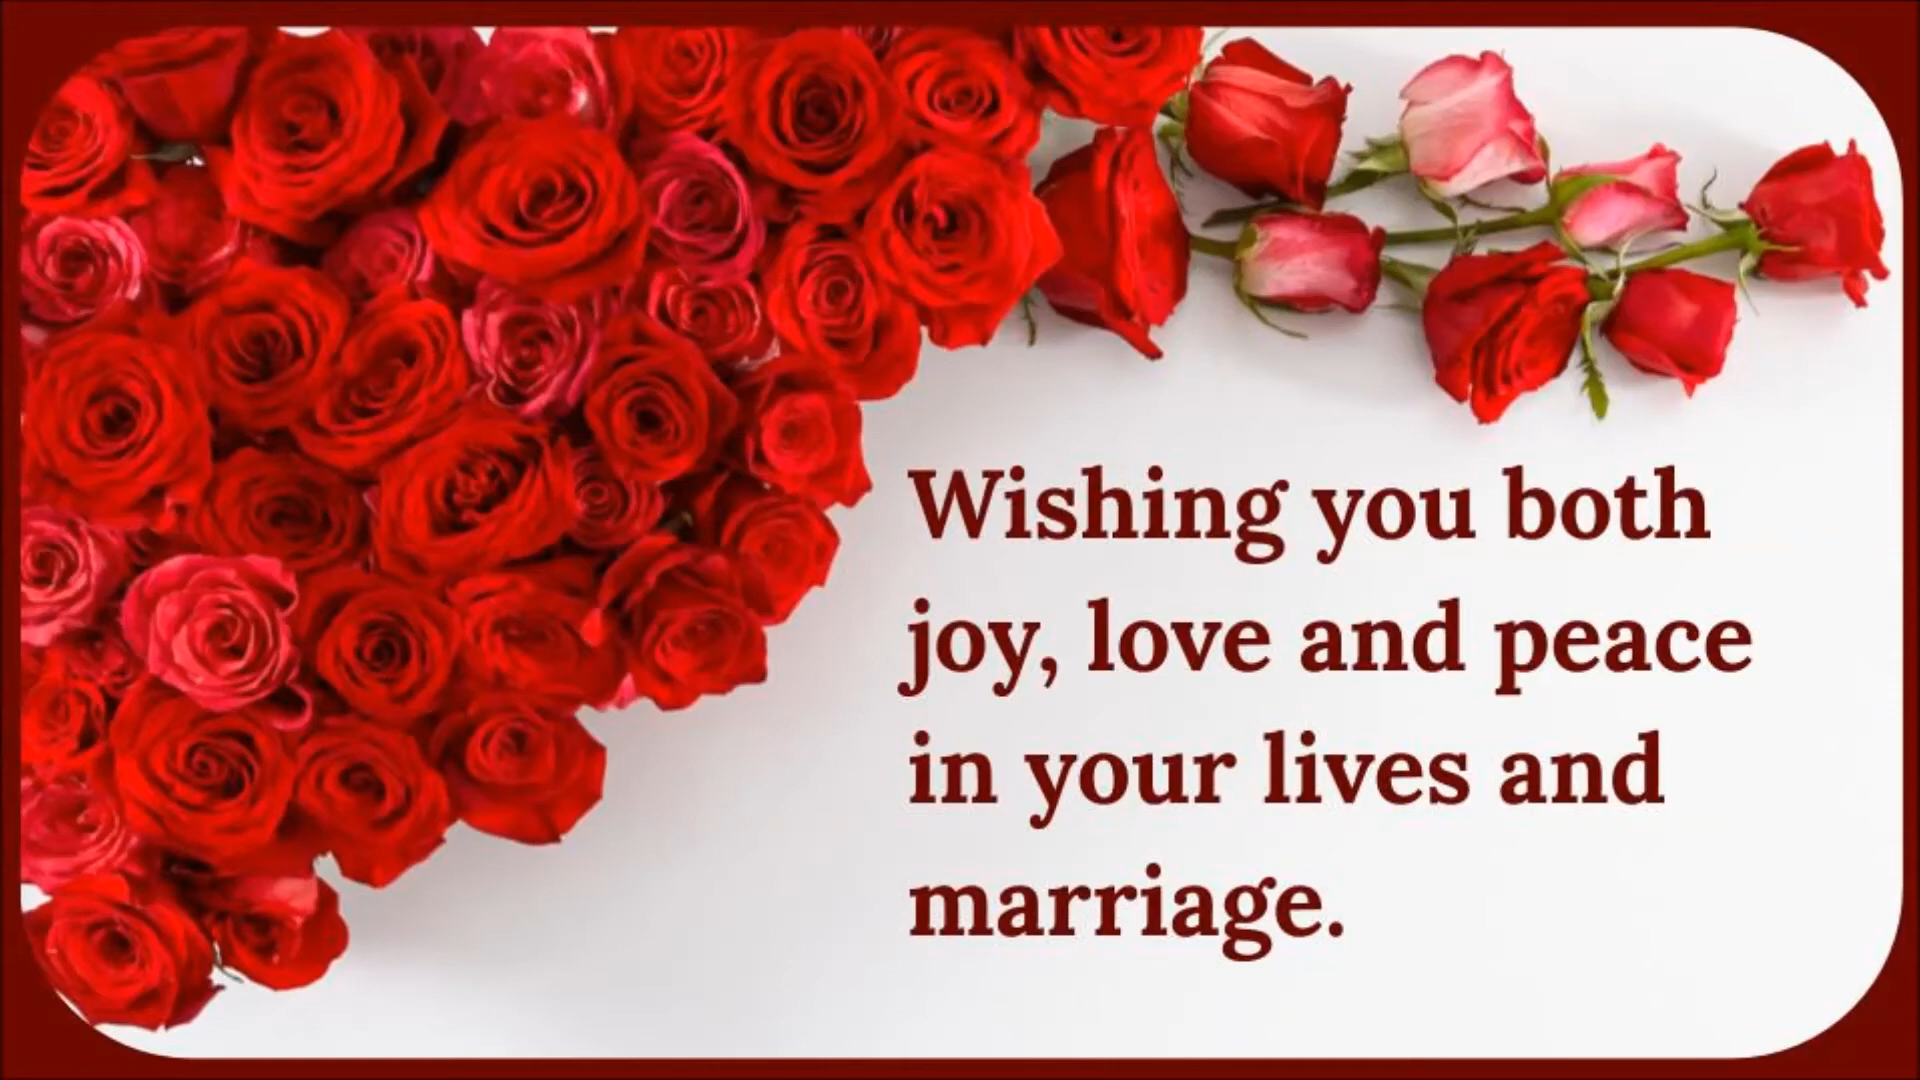 Wishing you both
joy, love and peace
in your lives and
marriage.